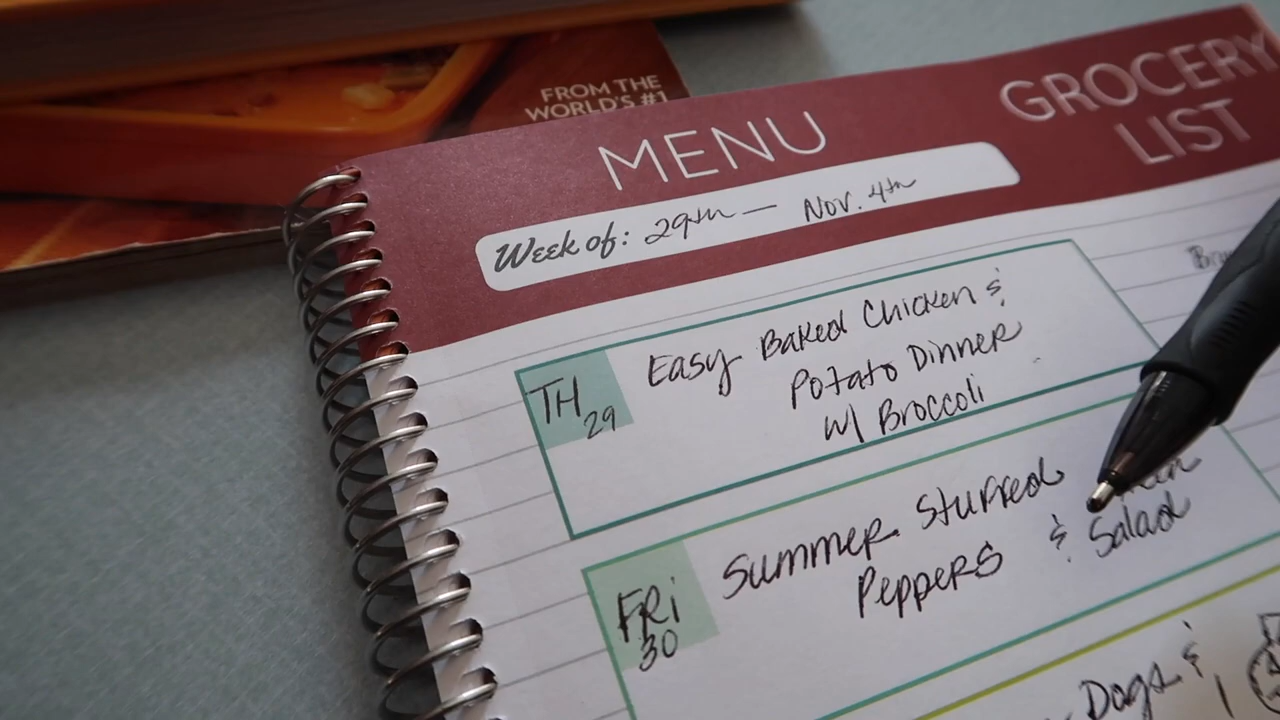 FROM THE
WORLD'S #1
MENU
GROCERY
LIST
Week of: 29th — Nov. 4th
TH
29
Easy Baked Chicken &
Potato Dinner
w/ Broccoli
FRi
30
Summer Stuffed
Peppers & Salad
Dogs &